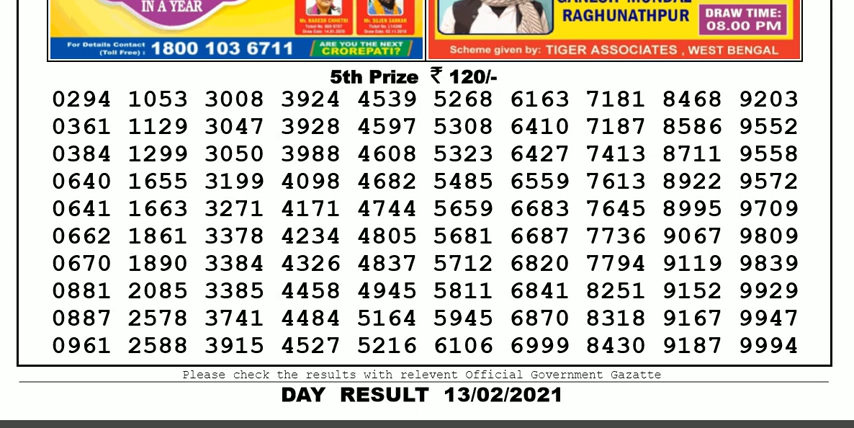 IN A YEAR
For Details Contact
(Toll Free) : 1800 103 6711
Mr. NARESH CHHETRI
Mr. SUJEN SARKAR
ARE YOU THE NEXT
CROREPATI?
RAGHUNATHPUR
DRAW TIME:
08.00 PM
Scheme given by: TIGER ASSOCIATES , WEST BENGAL
5th Prize ₹ 120/-
0294 1053 3008 3924 4539 5268 6163 7181 8468 9203
0361 1129 3047 3928 4597 5308 6410 7187 8586 9552
0384 1299 3050 3988 4608 5323 6427 7413 8711 9558
0640 1655 3199 4098 4682 5485 6559 7613 8922 9572
0641 1663 3271 4171 4744 5659 6683 7645 8995 9709
0662 1861 3378 4234 4805 5681 6687 7736 9067 9809
0670 1890 3384 4326 4837 5712 6820 7794 9119 9839
0881 2085 3385 4458 4945 5811 6841 8251 9152 9929
0887 2578 3741 4484 5164 5945 6870 8318 9167 9947
0961 2588 3915 4527 5216 6106 6999 8430 9187 9994
Please check the results with relevent Official Government Gazatte
DAY RESULT 13/02/2021